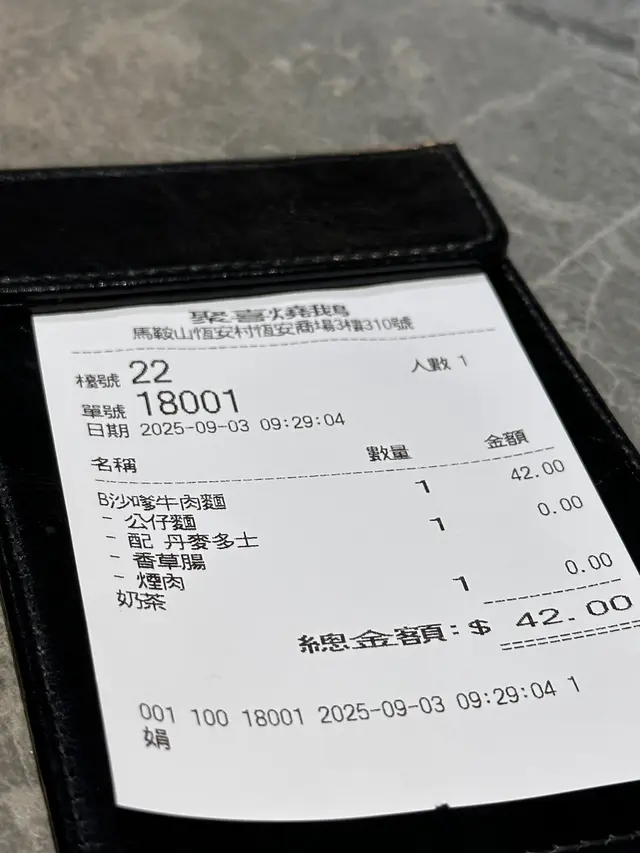 聚喜燒鵝
馬鞍山恆安村恆安商場3樓310號
檯號 22 人數 1
單號 18001
日期 2025-09-03 09:29:04
名稱 數量 金額
B沙嗲牛肉麵 1 42.00
- 公仔麵 1 0.00
- 配 丹麥多士
- 香草腸
- 煙肉
奶茶 1 0.00
總金額:$ 42.00
001 100 18001 2025-09-03 09:29:04 1
娟